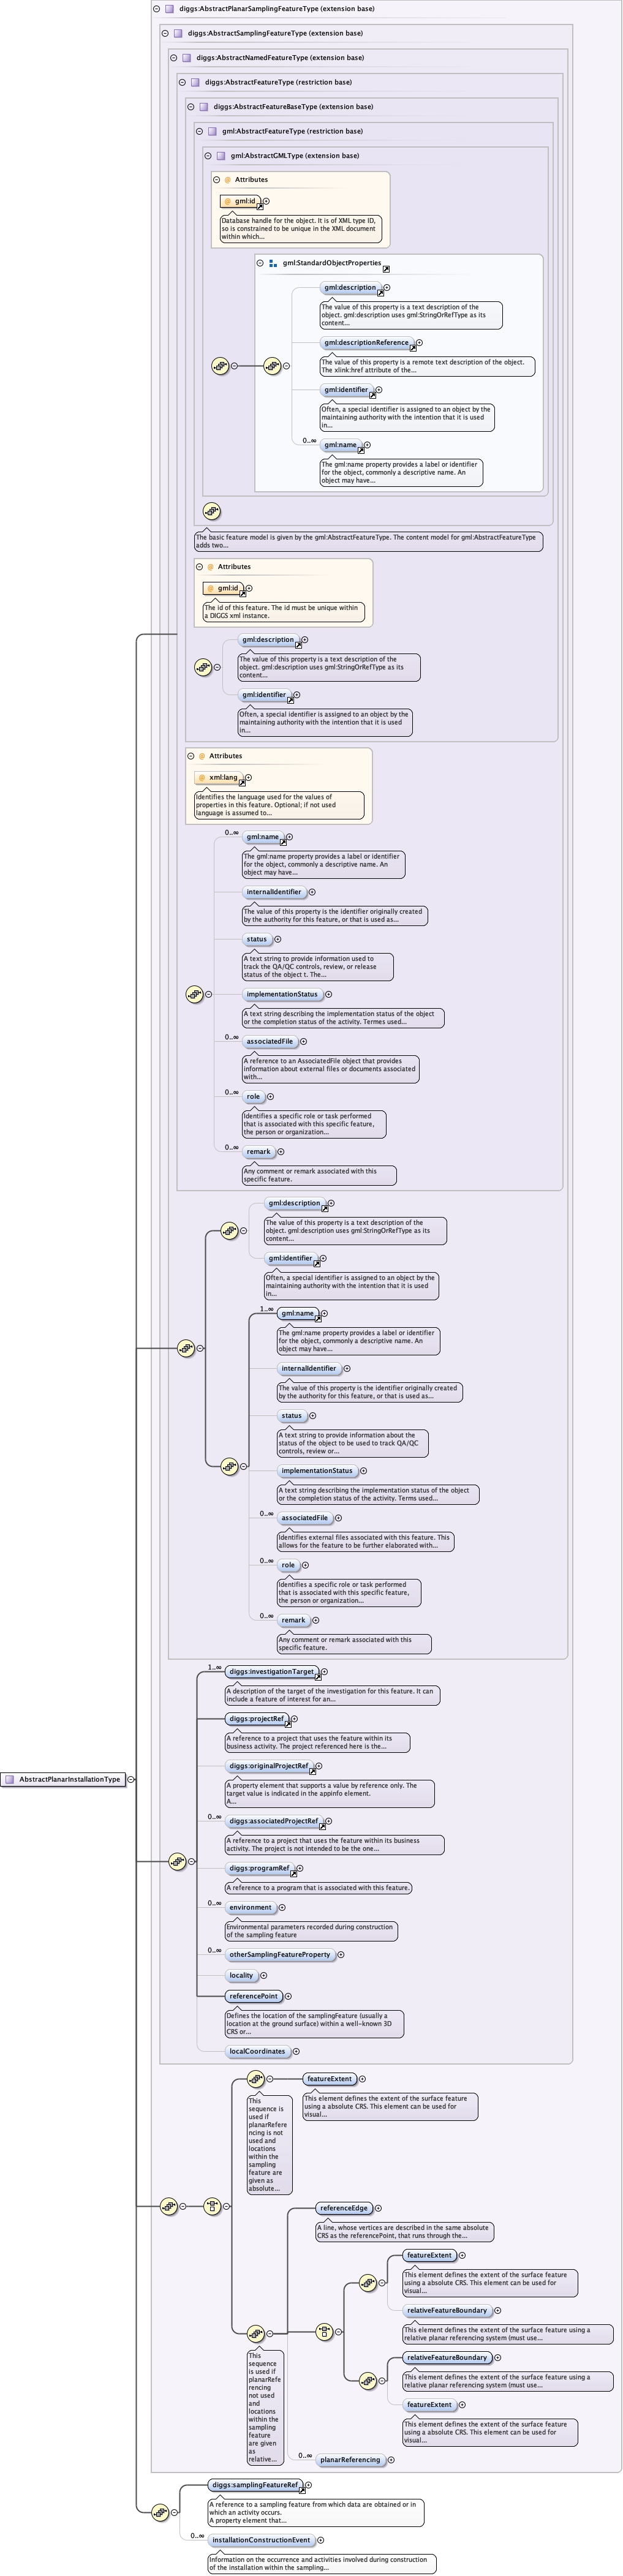 diggs:AbstractPlanarSamplingFeatureType (extension base)
diggs:AbstractSamplingFeatureType (extension base)
diggs:AbstractNamedFeatureType (extension base)
diggs:AbstractFeatureType (restriction base)
diggs:AbstractFeatureBaseType (extension base)
gml:AbstractFeatureType (restriction base)
gml:AbstractGMLType (extension base)
@ Attributes
@ gml:id
Database handle for the object. It is of XML type ID,
so is constrained to be unique in the XML document
within which...
gml:StandardObjectProperties
gml:description
The value of this property is a text description of the
object. gml:description uses gml:StringOrRefType as its
content...
gml:descriptionReference
The value of this property is a remote text description of the object.
The xlink:href attribute of the...
gml:identifier
Often, a special identifier is assigned to an object by the
maintaining authority with the intention that it is used
in...
0..∞
gml:name
The gml:name property provides a label or identifier
for the object, commonly a descriptive name. An
object may have...
The basic feature model is given by the gml:AbstractFeatureType. The content model for gml:AbstractFeatureType
adds two...
@ Attributes
@ gml:id
The id of this feature. The id must be unique within
a DIGGS xml instance.
gml:description
The value of this property is a text description of the
object. gml:description uses gml:StringOrRefType as its
content...
gml:identifier
Often, a special identifier is assigned to an object by the
maintaining authority with the intention that it is used
in...
@ Attributes
@ xml:lang
Identifies the language used for the values of
properties in this feature. Optional; if not used
language is assumed to...
0..∞
gml:name
The gml:name property provides a label or identifier
for the object, commonly a descriptive name. An
object may have...
internalIdentifier
The value of this property is the identifier originally created
by the authority for this feature, or that is used as...
status
A text string to provide information used to
track the QA/QC controls, review, or release
status of the object t. The...
implementationStatus
A text string describing the implementation status of the object
or the completion status of the activity. Termes used...
0..∞
associatedFile
A reference to an AssociatedFile object that provides
information about external files or documents associated
with...
0..∞
role
Identifies a specific role or task performed
that is associated with this specific feature,
the person or organization...
0..∞
remark
Any comment or remark associated with this
specific feature.
gml:description
The value of this property is a text description of the
object. gml:description uses gml:StringOrRefType as its
content...
gml:identifier
Often, a special identifier is assigned to an object by the
maintaining authority with the intention that it is used
in...
1..∞
gml:name
The gml:name property provides a label or identifier
for the object, commonly a descriptive name. An
object may have...
internalIdentifier
The value of this property is the identifier originally created
by the authority for this feature, or that is used as...
status
A text string to provide information about the
status of the object to be used to track QA/QC
controls, review or...
implementationStatus
A text string describing the implementation status of the object
or the completion status of the activity. Terms used...
0..∞
associatedFile
Identifies external files associated with this feature. This
allows for the feature to be further elaborated with...
0..∞
role
Identifies a specific role or task performed
that is associated with this specific feature,
the person or organization...
0..∞
remark
Any comment or remark associated with this
specific feature.
1..∞
diggs:investigationTarget
A description of the target of the investigation for this feature. It can
include a feature of interest for an...
diggs:projectRef
A reference to a project that uses the feature within its
business activity. The project referenced here is the...
diggs:originalProjectRef
A property element that supports a value by reference only. The
target value is indicated in the appinfo element.
A...
0..∞
diggs:associatedProjectRef
A reference to a project that uses the feature within its business
activity. The project is not intended to be the one...
0..∞
diggs:programRef
A reference to a program that is associated with this feature.
0..∞
environment
Environmental parameters recorded during construction
of the sampling feature
0..∞
otherSamplingFeatureProperty
locality
referencePoint
Defines the location of the samplingFeature (usually a
location at the ground surface) within a well-known 3D
CRS or...
localCoordinates
AbstractPlanarInstallationType
featureExtent
This element defines the extent of the surface feature
using a absolute CRS. This element can be used for
visual...
This
sequence
is used if
planarRefere
ncing is not
used and
locations
within the
sampling
feature are
given as
absolute...
referenceEdge
A line, whose vertices are described in the same absolute
CRS as the referencePoint, that runs through the...
featureExtent
This element defines the extent of the surface feature
using a absolute CRS. This element can be used for
visual...
relativeFeatureBoundary
This element defines the extent of the surface feature using a
relative planar referencing system (must use...
relativeFeatureBoundary
This element defines the extent of the surface feature using a
relative planar referencing system (must use...
featureExtent
This element defines the extent of the surface feature
using a absolute CRS. This element can be used for
visual...
This
sequence
is used if
planarRefe
rencing
not used
and
locations
within the
sampling
feature
are given
as
relative...
0..∞
planarReferencing
diggs:samplingFeatureRef
A reference to a sampling feature from which data are obtained or in
which an activity occurs.
A property element that...
0..∞
installationConstructionEvent
Information on the occurrence and activities involved during construction
of the installation within the sampling...